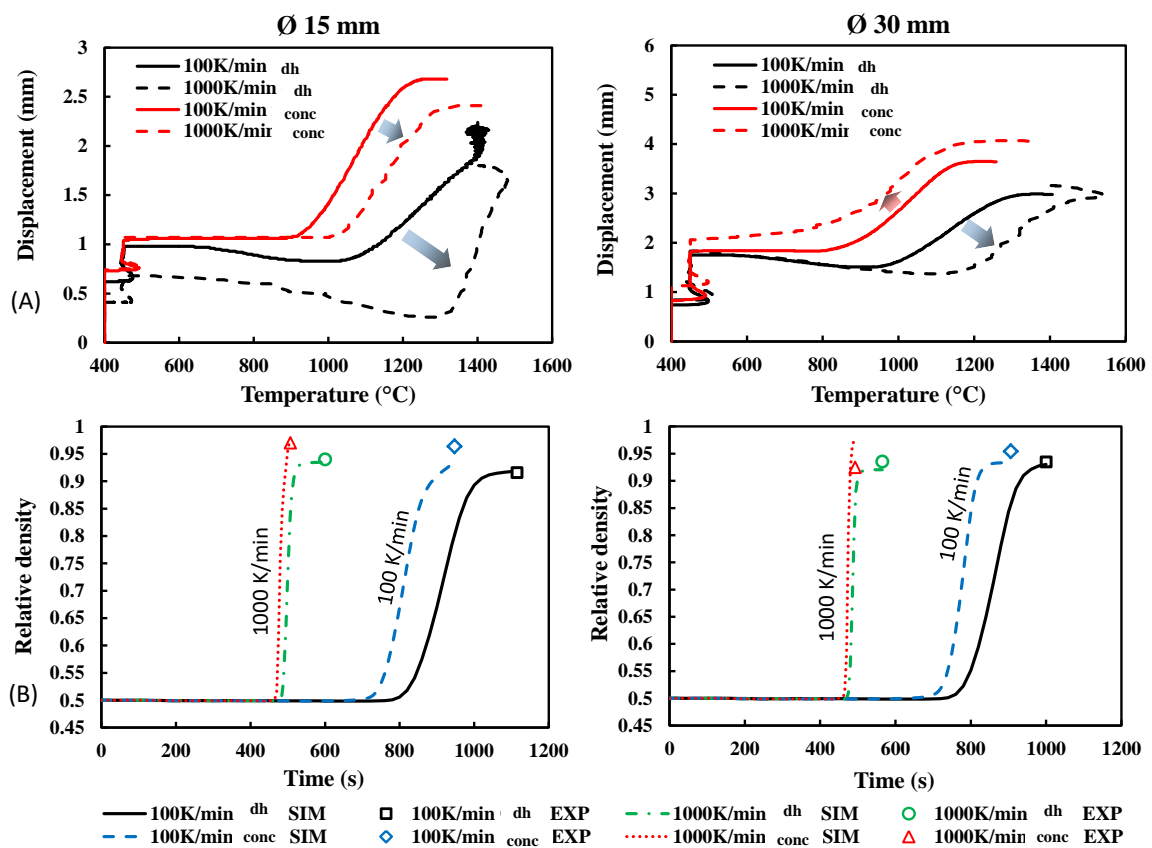 Ø 15 mm
Ø 30 mm
(A)
Displacement (mm)
3
2.5
2
1.5
1
0.5
0
100K/min dh
1000K/min dh
100K/min conc
1000K/min conc
400 600 800 1000 1200 1400 1600
Temperature (°C)
Displacement (mm)
6
5
4
3
2
1
0
100K/min dh
1000K/min dh
100K/min conc
1000K/min conc
400 600 800 1000 1200 1400 1600
Temperature (°C)
(B)
Relative density
1
0.95
0.9
0.85
0.8
0.75
0.7
0.65
0.6
0.55
0.5
0.45
1000 K/min
100 K/min
0 200 400 600 800 1000 1200
Time (s)
Relative density
1
0.95
0.9
0.85
0.8
0.75
0.7
0.65
0.6
0.55
0.5
0.45
1000 K/min
100 K/min
0 200 400 600 800 1000 1200
Time (s)
100K/min dh SIM 100K/min dh EXP 1000K/min dh SIM 1000K/min dh EXP
100K/min conc SIM 100K/min conc EXP 1000K/min conc SIM 1000K/min conc EXP